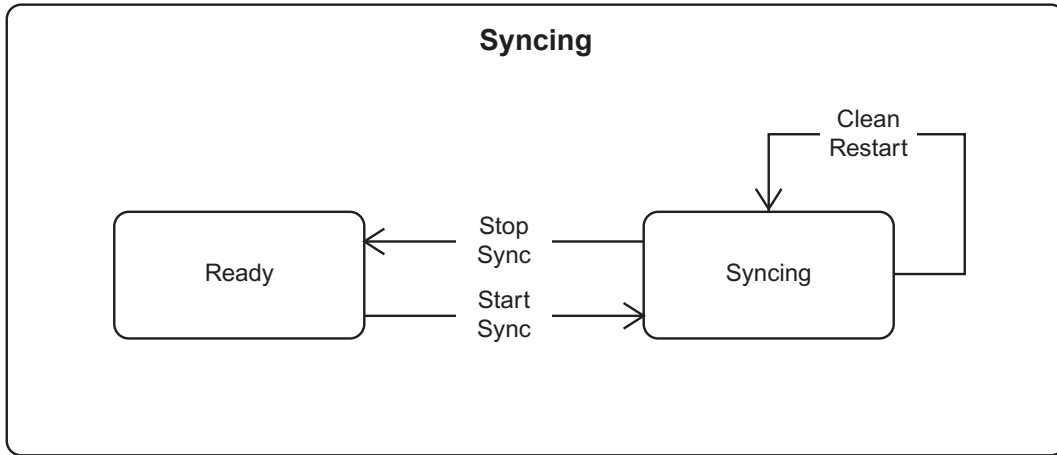 Syncing
Clean
Restart
Stop
Sync
Ready
Syncing
Start
Sync